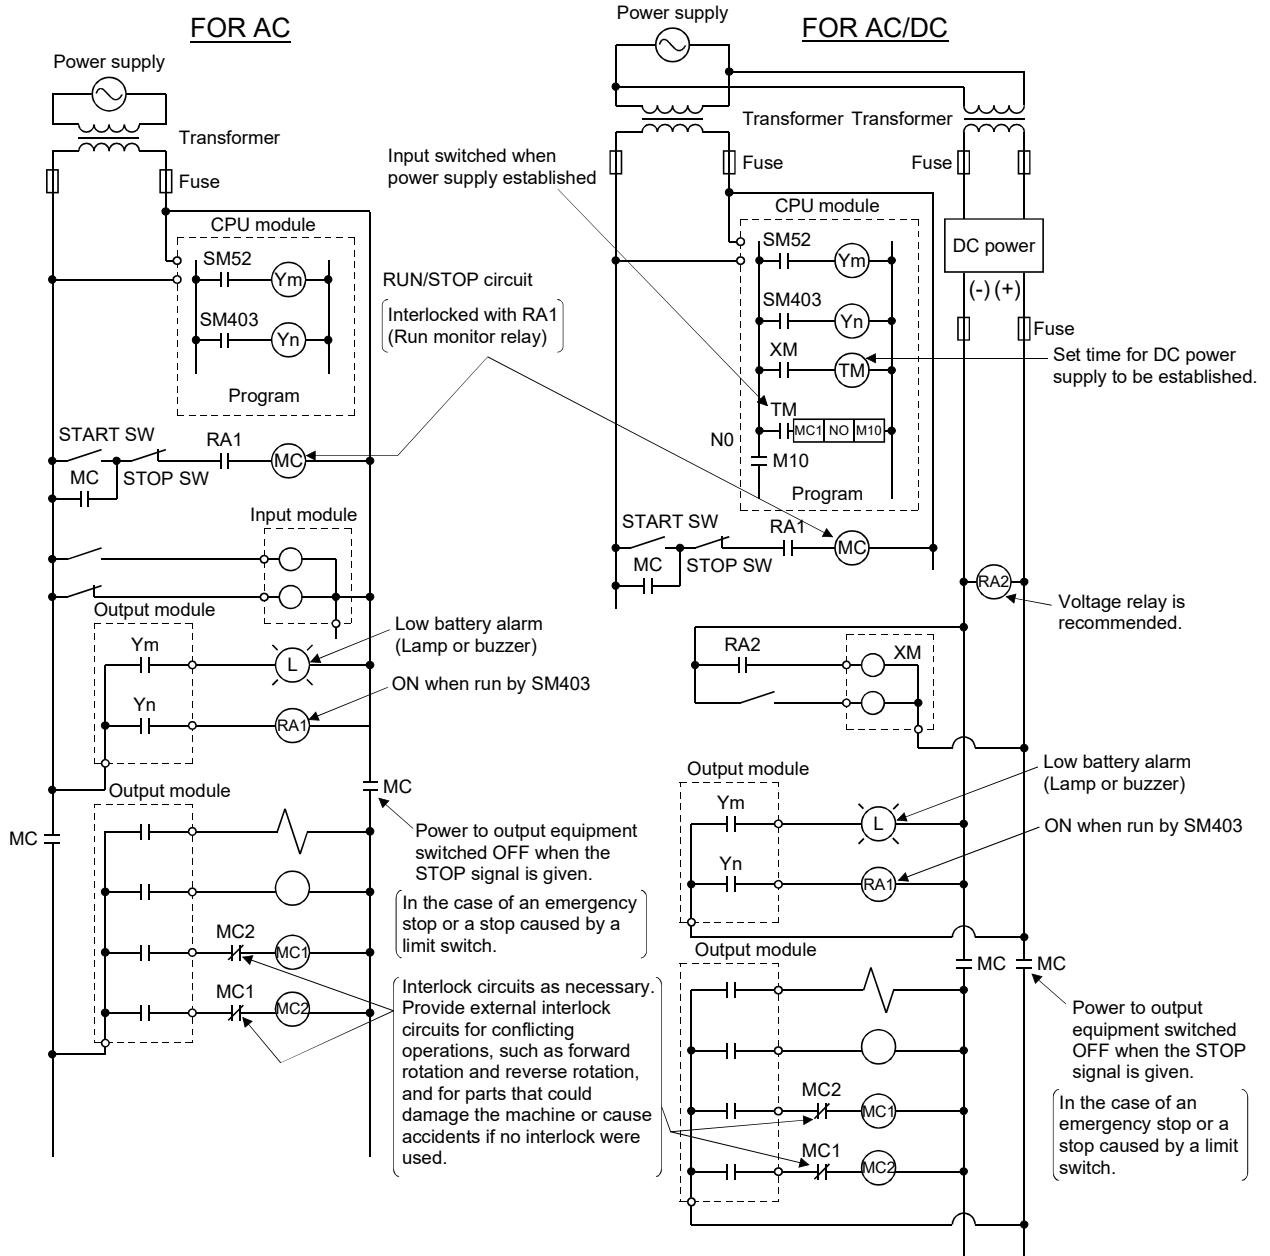 FOR AC
Power supply
Transformer
Fuse
CPU module
SM52
Ym
SM403
Yn
Program
RUN/STOP circuit
Interlocked with RA1
(Run monitor relay)
START SW
RA1
MC
MC
STOP SW
Input module
Output module
Ym
L
Low battery alarm
(Lamp or buzzer)
Yn
RA1
ON when run by SM403
Output module
MC
MC
Power to output equipment
switched OFF when the
STOP signal is given.
In the case of an emergency
stop or a stop caused by a
limit switch.
MC2
MC1
MC1
MC2
Interlock circuits as necessary.
Provide external interlock
circuits for conflicting
operations, such as forward
rotation and reverse rotation,
and for parts that could
damage the machine or cause
accidents if no interlock were
used.
FOR AC/DC
Power supply
Transformer
Transformer
Fuse
Fuse
Input switched when
power supply established
CPU module
SM52
Ym
SM403
Yn
XM
TM
TM
MC1 NO M10
N0
M10
Program
DC power
(-) (+)
Fuse
Set time for DC power
supply to be established.
START SW
RA1
MC
MC
STOP SW
RA2
Voltage relay is
recommended.
RA2
XM
Output module
Ym
L
Low battery alarm
(Lamp or buzzer)
Yn
RA1
ON when run by SM403
Output module
MC
MC
Power to output
equipment switched
OFF when the STOP
signal is given.
In the case of an
emergency stop or a
stop caused by a limit
switch.
MC2
MC1
MC1
MC2